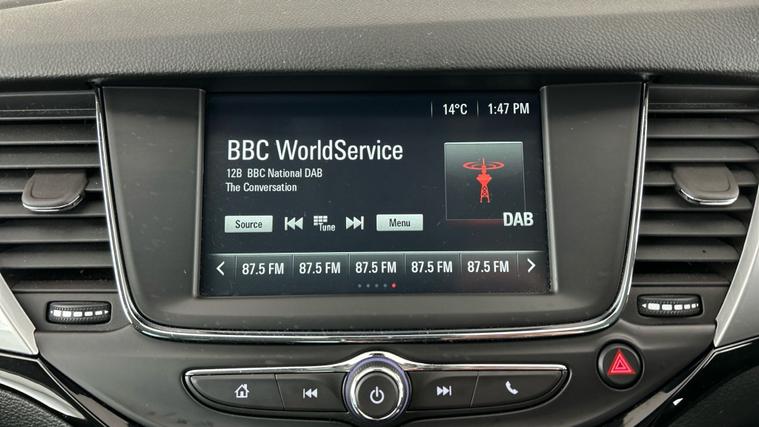 14°C 1:47 PM
BBC WorldService
12B BBC National DAB
The Conversation
DAB
Source Tune Menu
87.5 FM 87.5 FM 87.5 FM 87.5 FM 87.5 FM